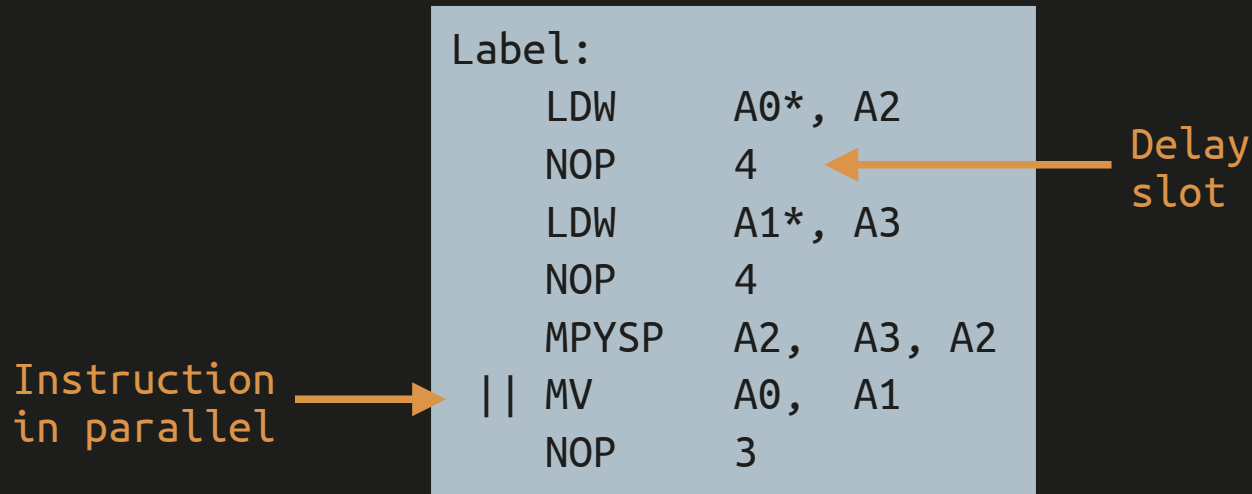 Label:
LDW A0*, A2
NOP 4
Delay
slot
LDW A1*, A3
NOP 4
MPYSP A2, A3, A2
Instruction
in parallel
|| MV A0, A1
NOP 3